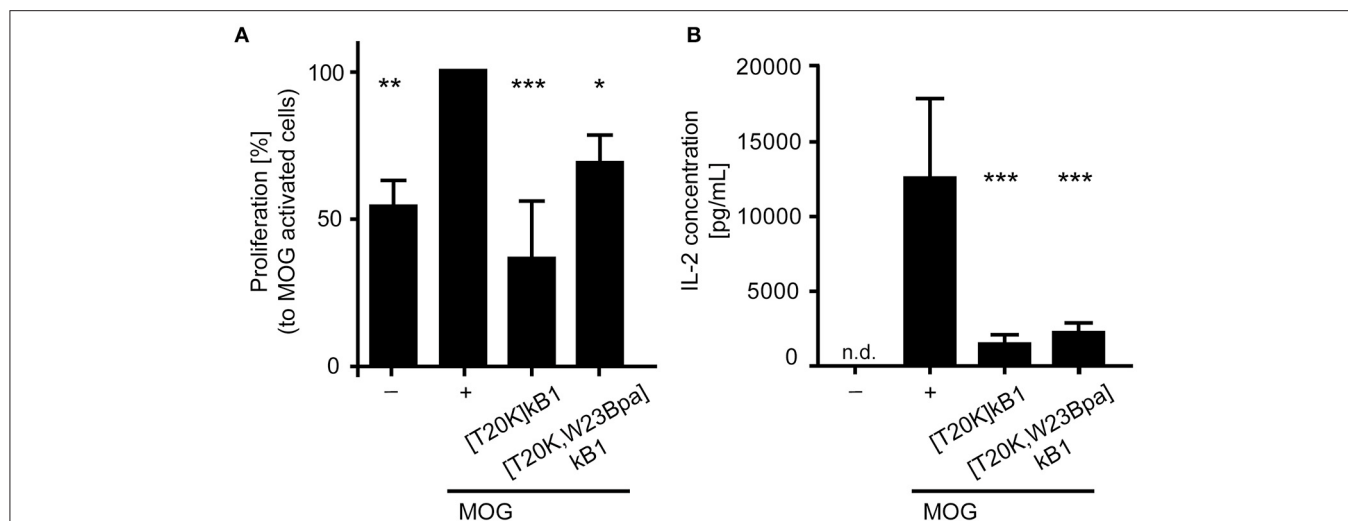 A
Proliferation [%]
(to MOG activated cells)
100
50
0
**
***
*
–
+
[T20K]kB1
[T20K,W23Bpa]
kB1
MOG
B
IL-2 concentration
[pg/mL]
20000
15000
10000
5000
0
n.d.
***
***
–
+
[T20K]kB1
[T20K,W23Bpa]
kB1
MOG